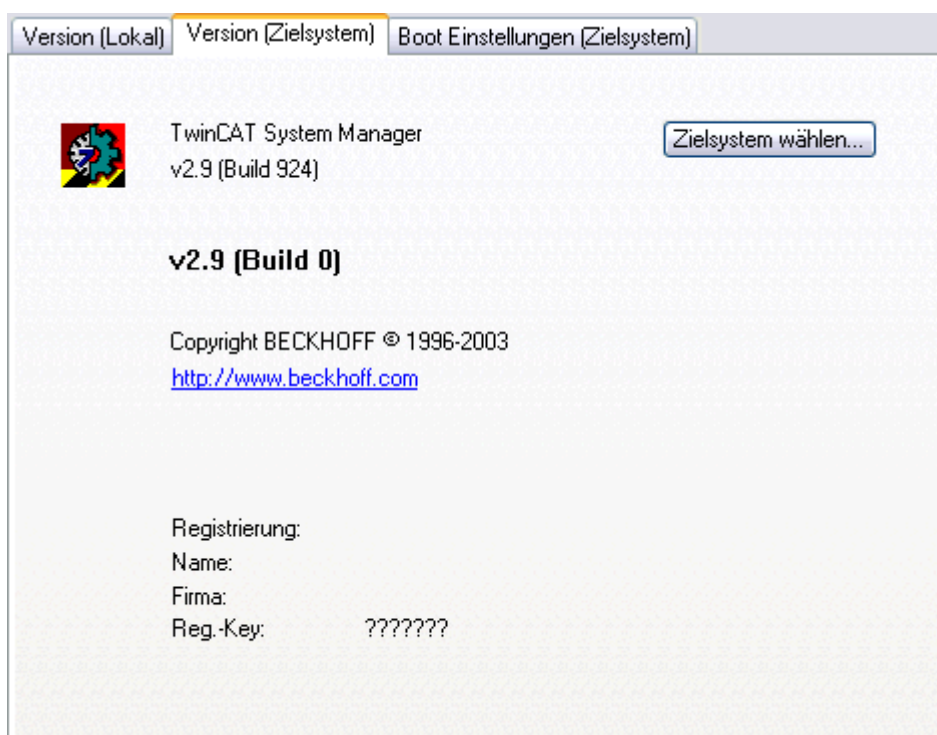 Version (Lokal) Version (Zielsystem) Boot Einstellungen (Zielsystem)
TwinCAT System Manager Zielsystem wählen...
v2.9 (Build 924)
v2.9 (Build 0)
Copyright BECKHOFF © 1996-2003
http://www.beckhoff.com
Registrierung:
Name:
Firma:
Reg.-Key: ???????